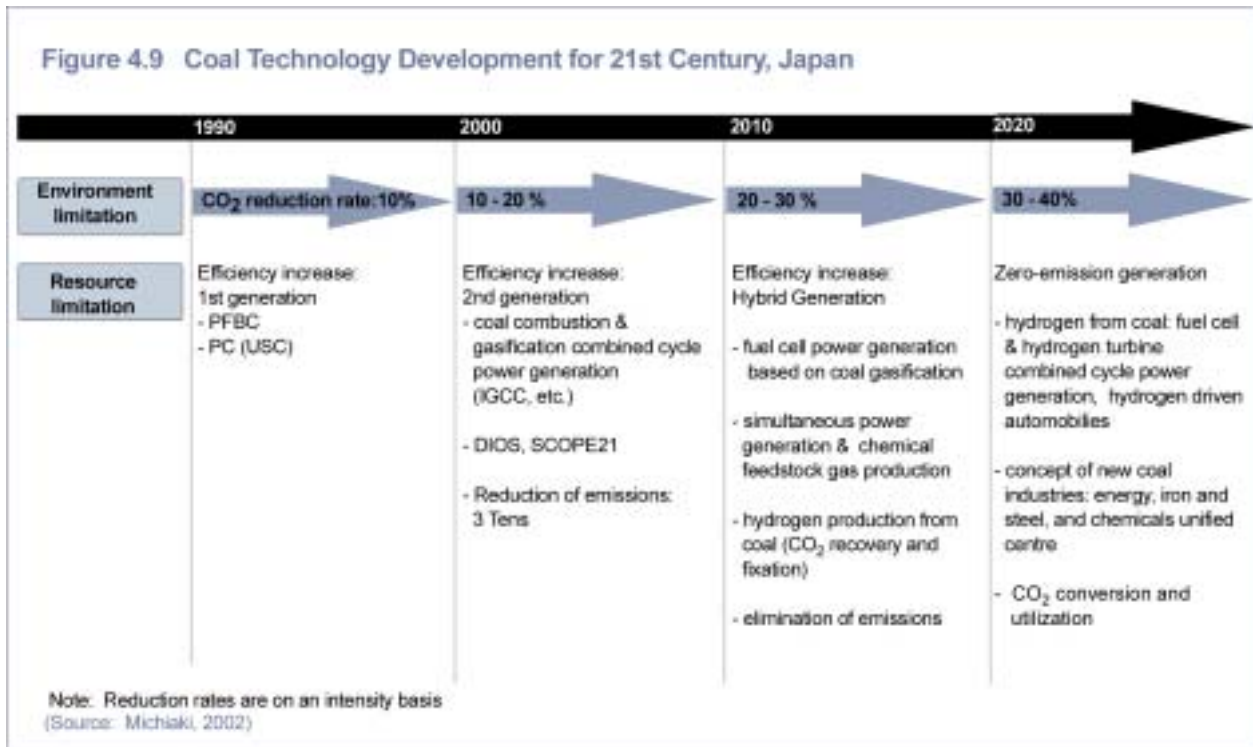 Figure 4.9 Coal Technology Development for 21st Century, Japan
1990
2000
2010
2020
Environment
limitation
CO2 reduction rate:10%
10 - 20 %
20 - 30 %
30 - 40%
Resource
limitation
Efficiency increase:
1st generation
- PFBC
- PC (USC)
Efficiency increase:
2nd generation
- coal combustion &
gasification combined cycle
power generation
(IGCC, etc.)
- DIOS, SCOPE21
- Reduction of emissions:
3 Tens
Efficiency increase:
Hybrid Generation
- fuel cell power generation
based on coal gasification
- simultaneous power
generation & chemical
feedstock gas production
- hydrogen production from
coal (CO2 recovery and
fixation)
- elimination of emissions
Zero-emission generation
- hydrogen from coal: fuel cell
& hydrogen turbine
combined cycle power
generation, hydrogen driven
automobilies
- concept of new coal
industries: energy, iron and
steel, and chemicals unified
centre
- CO2 conversion and
utilization
Note: Reduction rates are on an intensity basis
(Source: Michiaki, 2002)